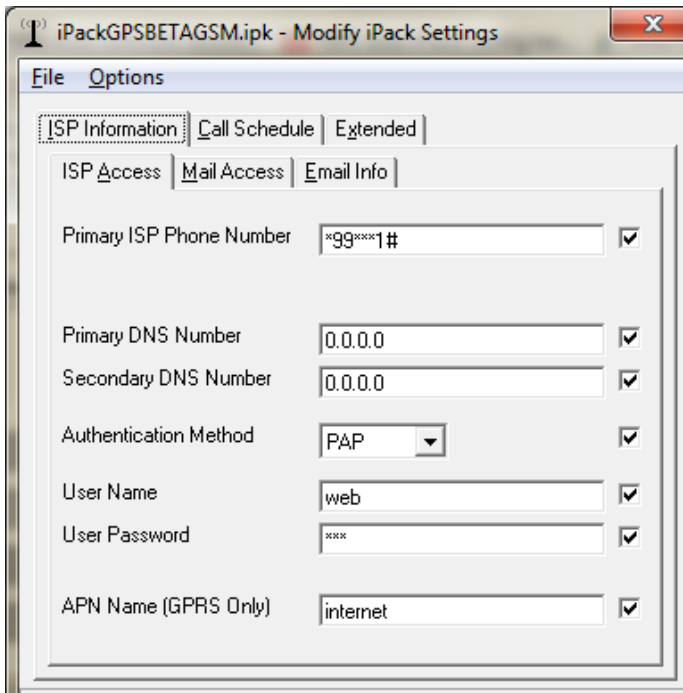 iPackGPSBETAGSM.ipk - Modify iPack Settings
File Options
ISP Information Call Schedule Extended
ISP Access Mail Access Email Info
Primary ISP Phone Number *99***1#
Primary DNS Number 0.0.0.0
Secondary DNS Number 0.0.0.0
Authentication Method PAP
User Name web
User Password ***
APN Name (GPRS Only) internet